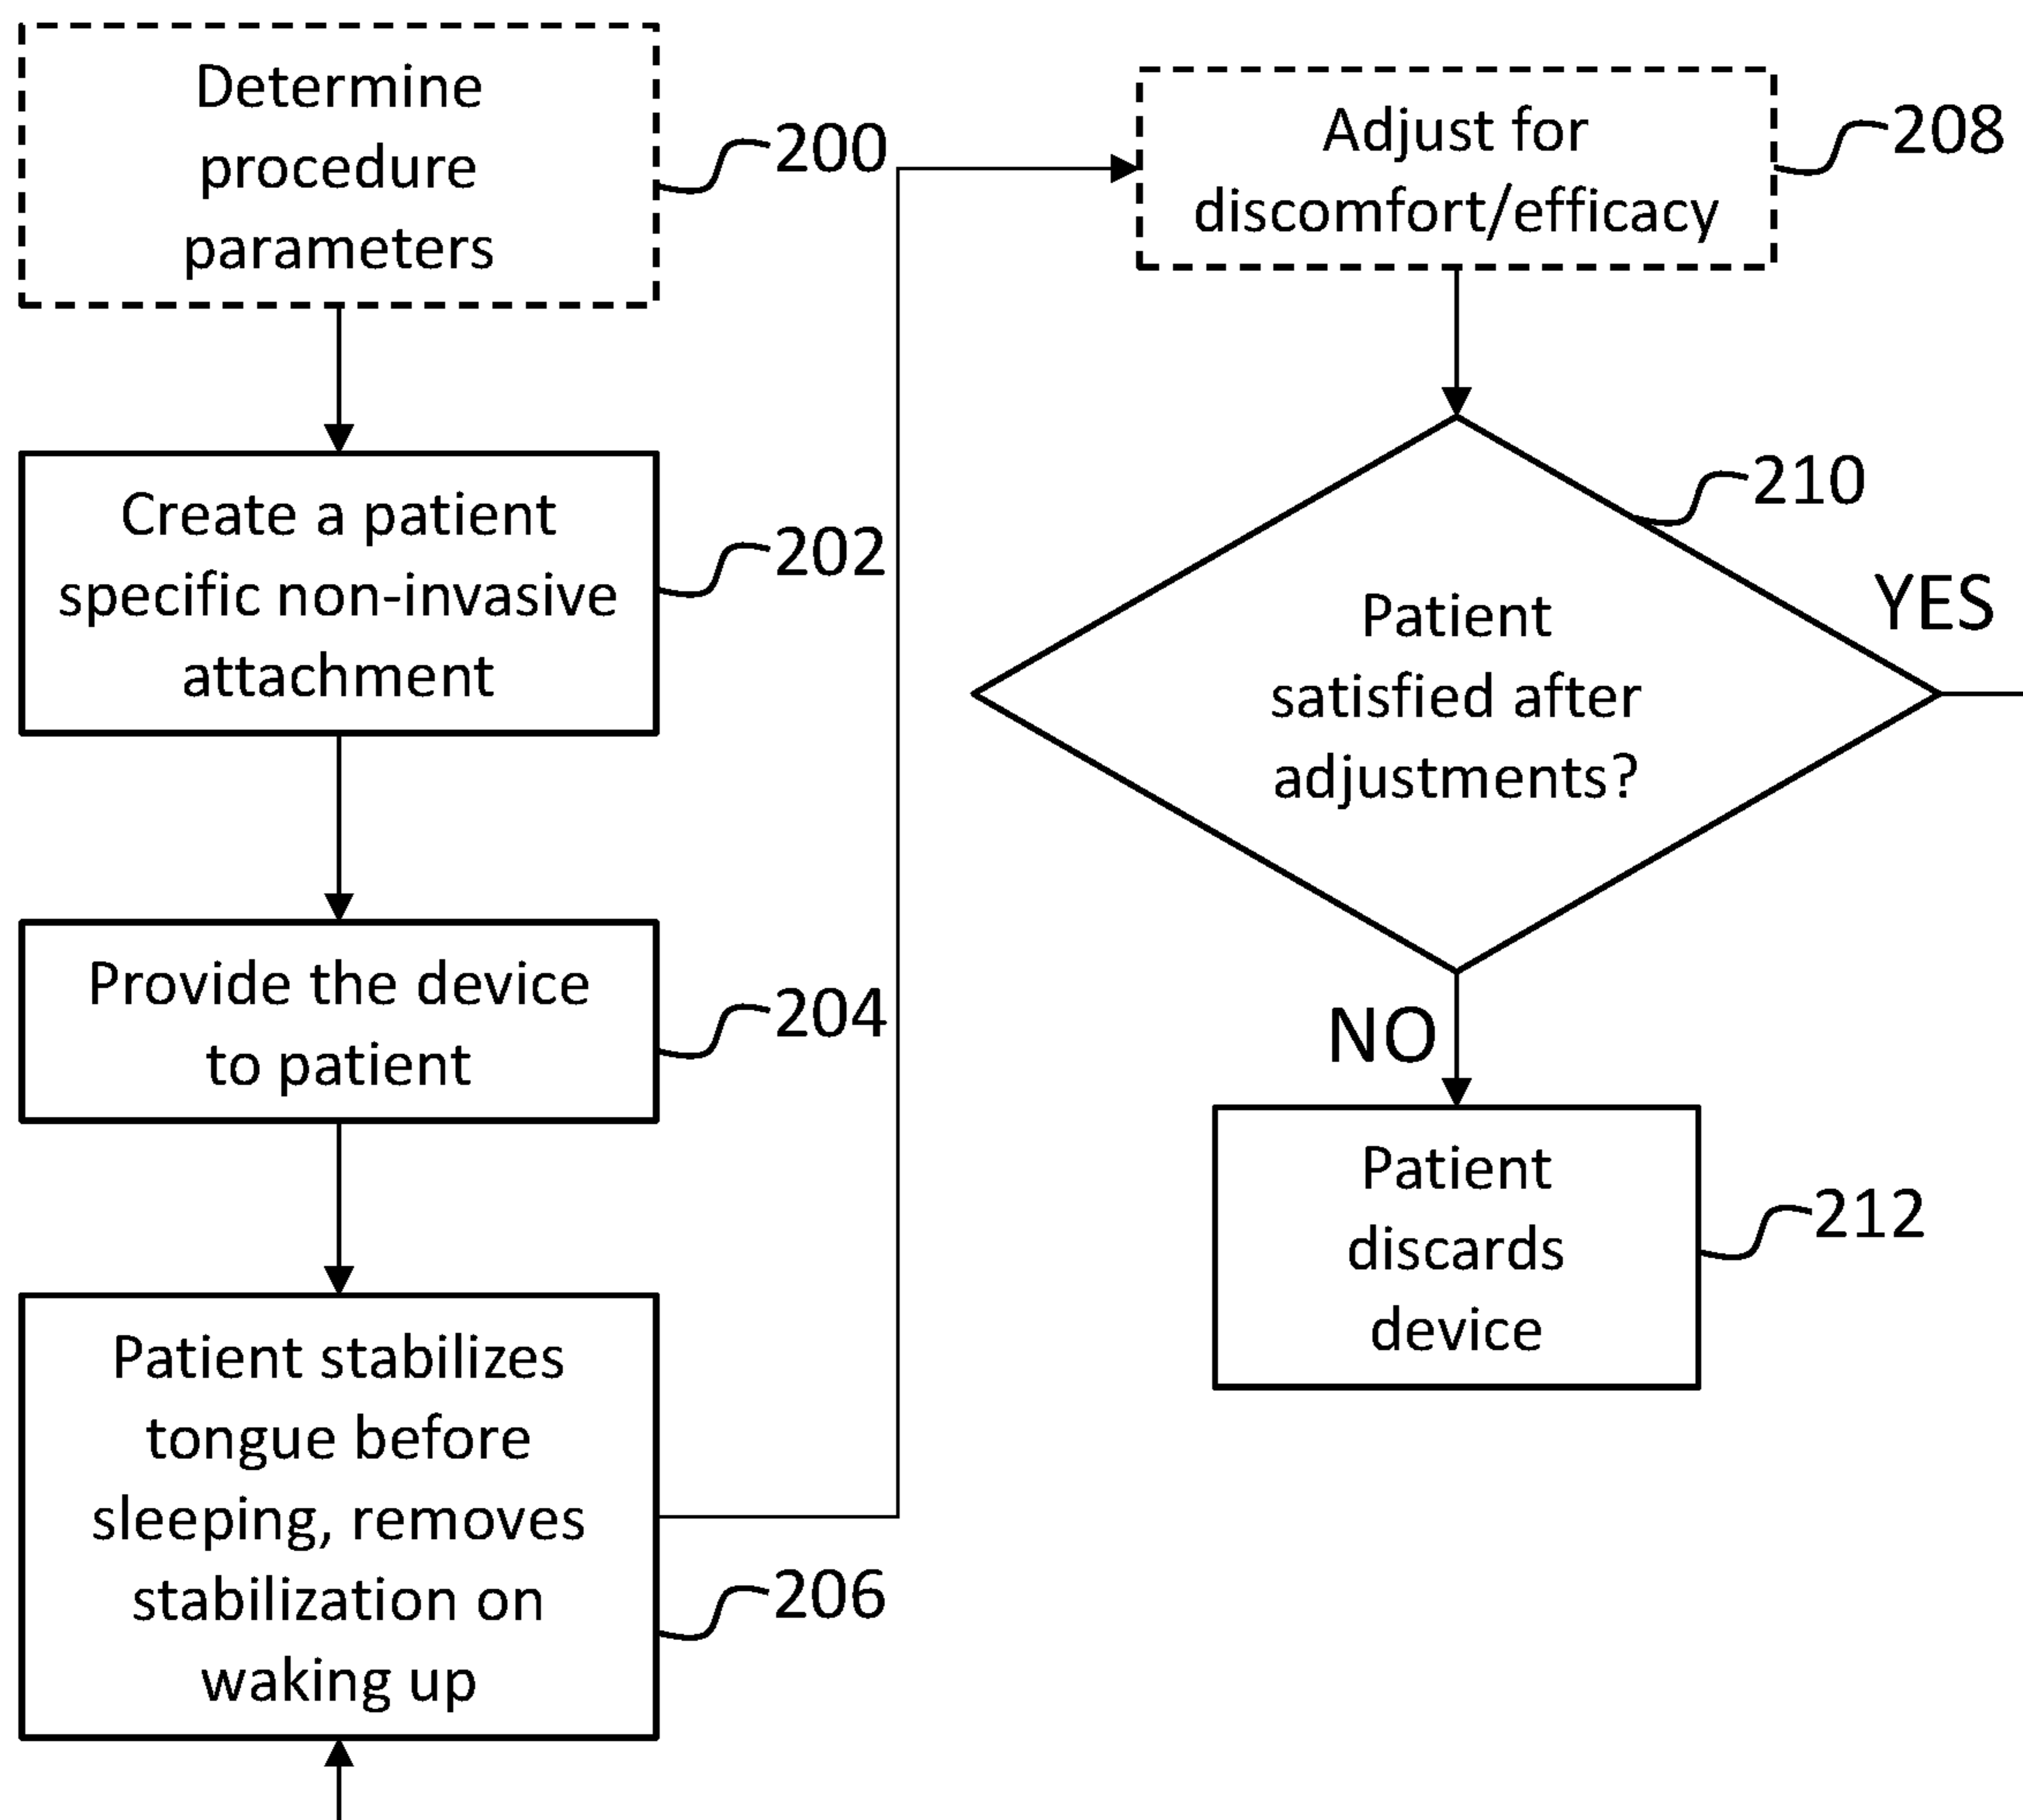 Determine
procedure
parameters
200
Create a patient
specific non-invasive
attachment
202
Provide the device
to patient
204
Patient stabilizes
tongue before
sleeping, removes
stabilization on
waking up
206
Adjust for
discomfort/efficacy
208
210
Patient
satisfied after
adjustments?
YES
NO
Patient
discards
device
212